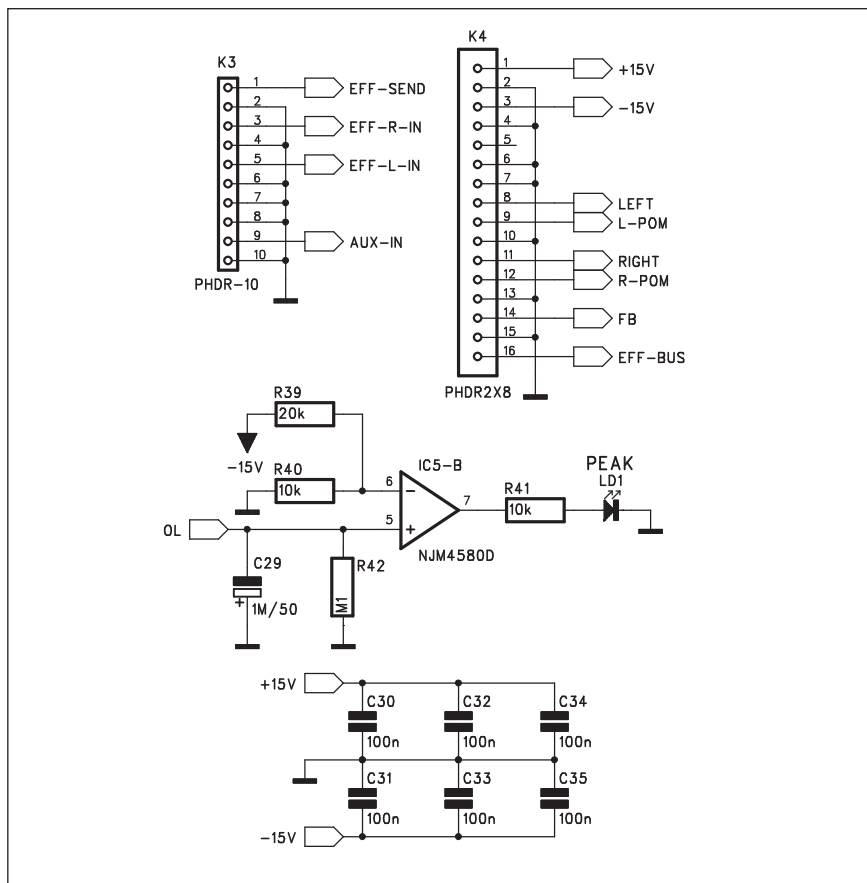 K3
1 EFF-SEND
2
3 EFF-R-IN
4
5 EFF-L-IN
6
7
8
9 AUX-IN
10
PHDR-10
K4
1 +15V
2
3 -15V
4
5
6
7
8 LEFT
9 L-POM
10
11 RIGHT
12 R-POM
13
14 FB
15
16 EFF-BUS
PHDR2X8
R39
20k
-15V
R40
10k
6
-
IC5-B
7
R41
10k
PEAK
LD1
OL
5
+
NJM4580D
C29
+
1M/50
R42
M1
+15V
C30
100n
C32
100n
C34
100n
C31
100n
C33
100n
C35
100n
-15V